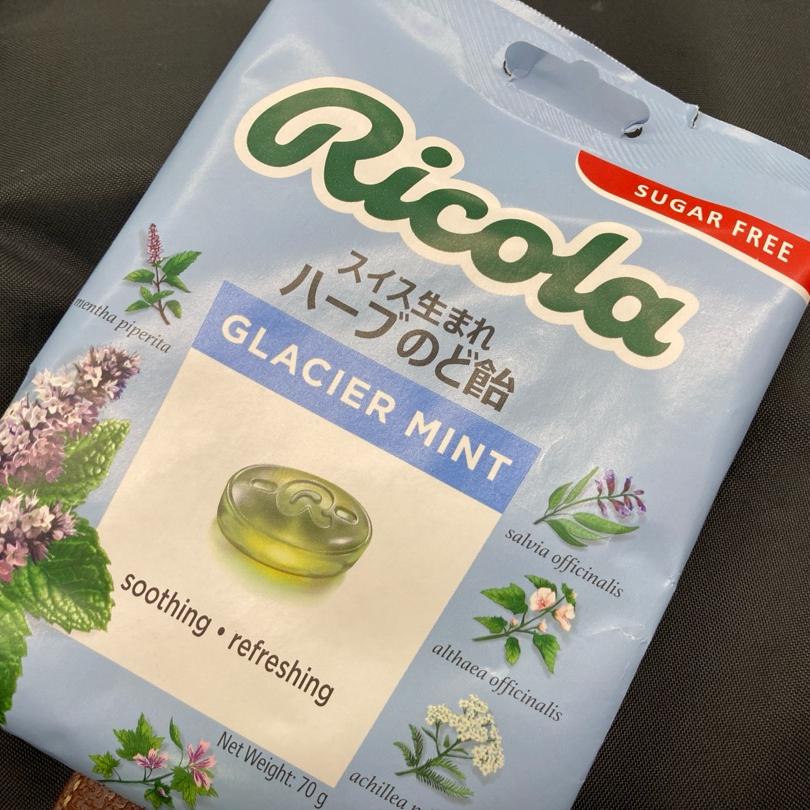 Ricola
SUGAR FREE
スイス生まれ
ハーブのど飴
GLACIER MINT
mentha piperita
soothing • refreshing
salvia officinalis
althaea officinalis
achillea
Net Weight: 70 g